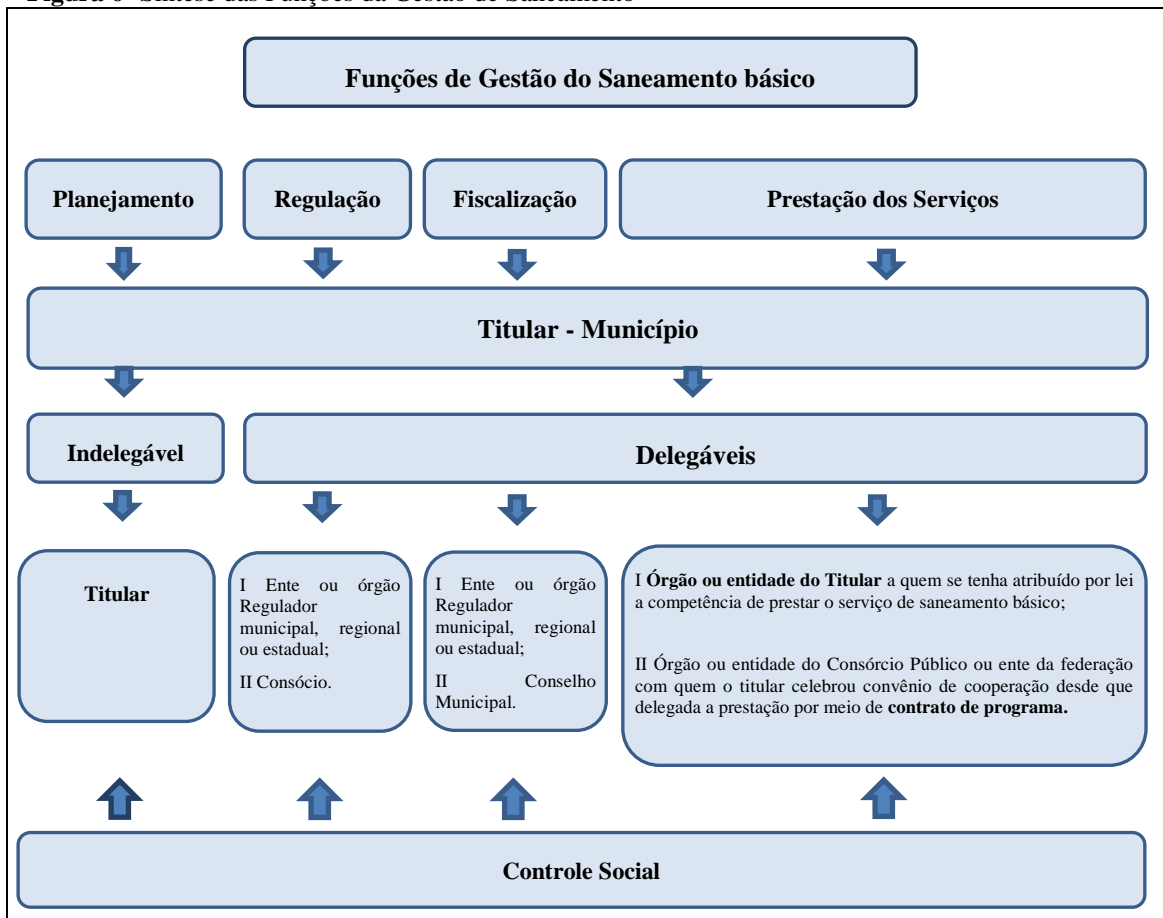 Funções de Gestão do Saneamento básico
Planejamento
Regulação
Fiscalização
Prestação dos Serviços
Titular - Município
Indelegável
Delegáveis
Titular
I Ente ou órgão
Regulador
municipal, regional
ou estadual;
II Consócio.
I Ente ou órgão
Regulador
municipal, regional
ou estadual;
II Conselho
Municipal.
I Órgão ou entidade do Titular a quem se tenha atribuído por lei
a competência de prestar o serviço de saneamento básico;
II Órgão ou entidade do Consórcio Público ou ente da federação
com quem o titular celebrou convênio de cooperação desde que
delegada a prestação por meio de contrato de programa.
Controle Social